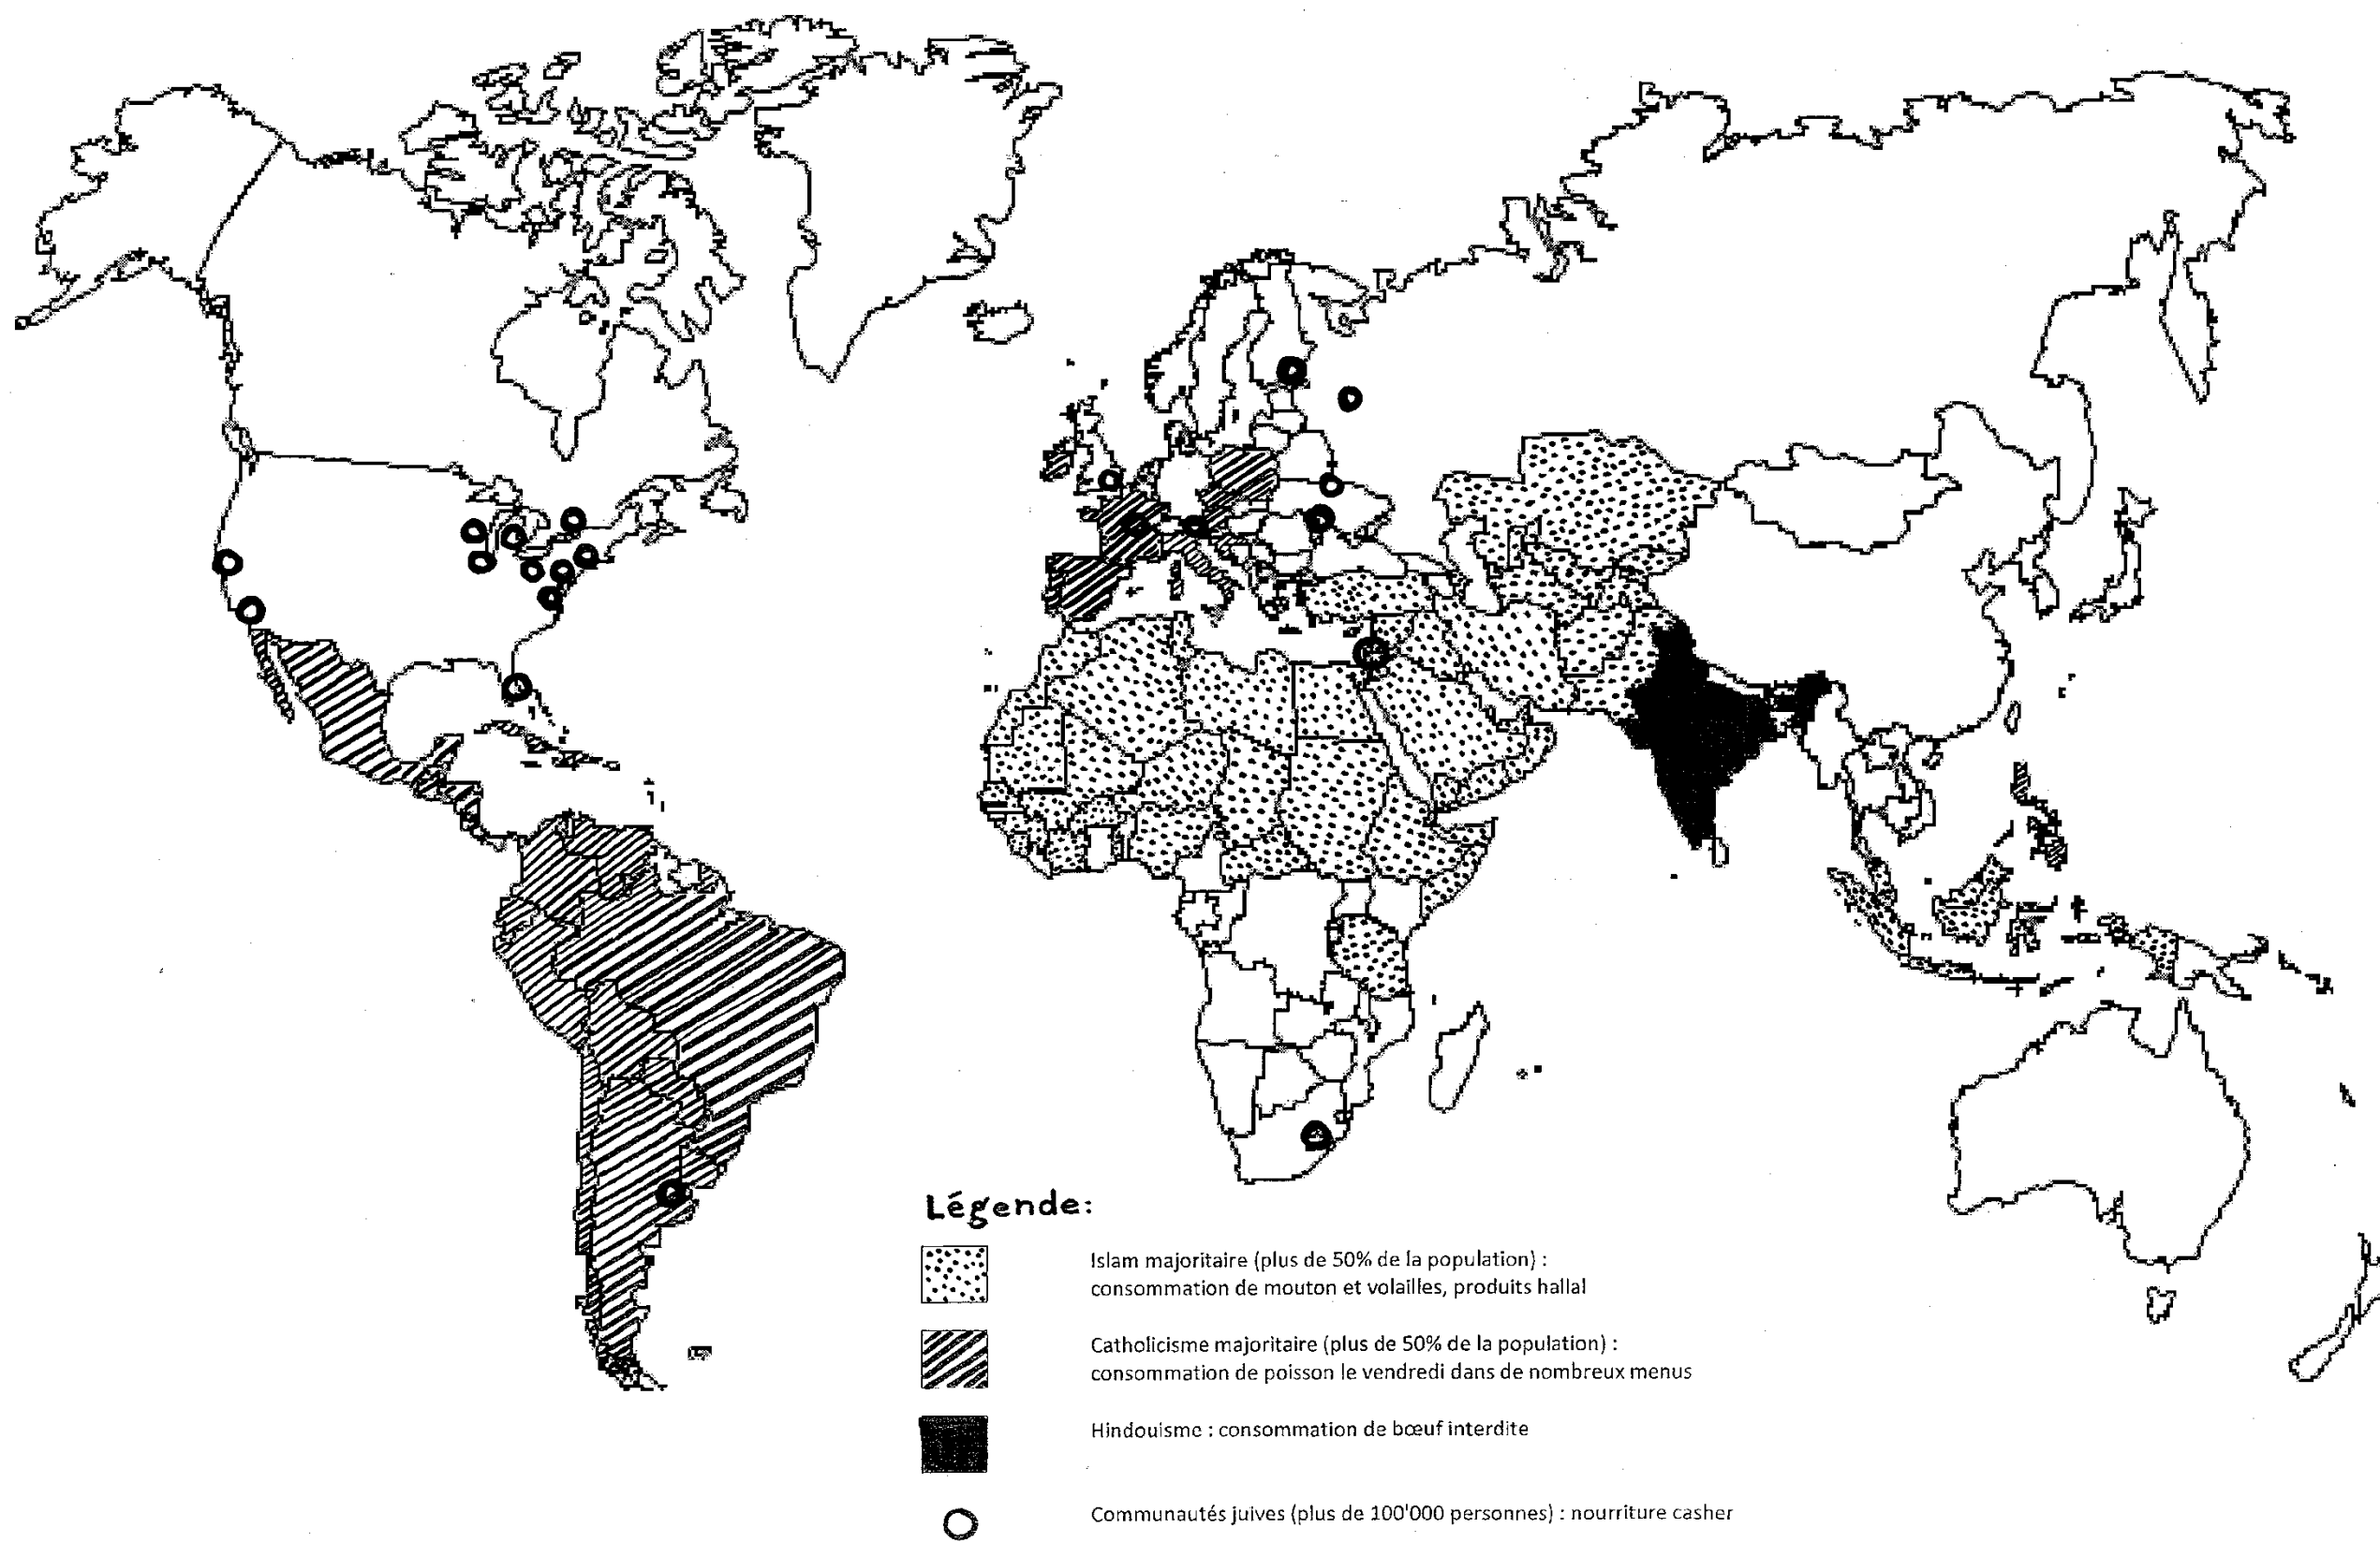 Légende:
Islam majoritaire (plus de 50% de la population) :
consommation de mouton et volailles, produits hallal
Catholicisme majoritaire (plus de 50% de la population) :
consommation de poisson le vendredi dans de nombreux menus
Hindouisme : consommation de bœuf interdite
Communautés juives (plus de 100'000 personnes) : nourriture casher